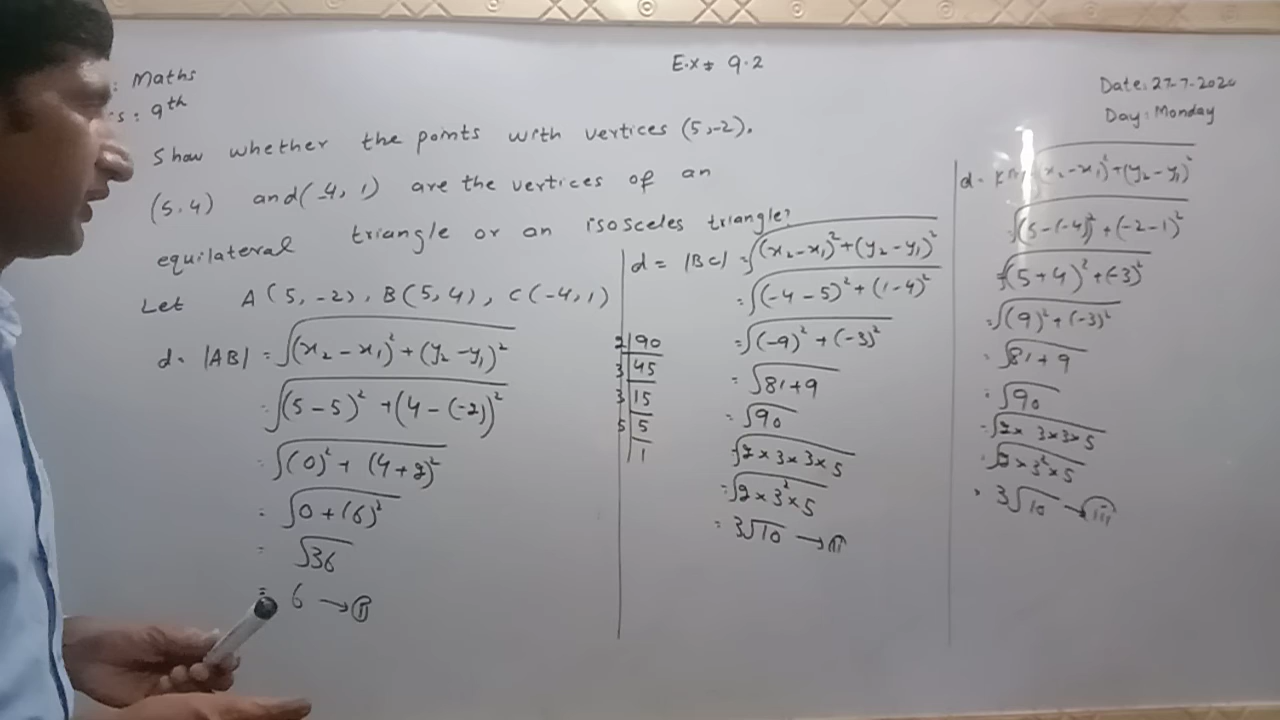 E.x # 9.2
: Maths
s : 9th
Date: 27-7-2020
Day: Monday
Show whether the points with vertices (5,-2),
(5,4) and (-4, 1) are the vertices of an
equilateral triangle or an isosceles triangle?
Let A(5,-2), B(5,4), C(-4,1)
d = |AB| = √(x₂-x₁)²+(y₂-y₁)²
= √(5-5)² +(4-(-2))²
= √(0)² + (4+2)²
= √0+(6)²
= √36
= 6 →
2|90
3|45
3|15
5|5
|1
d = |BC| = √(x₂-x₁)²+(y₂-y₁)²
= √(-4-5)²+(1-4)²
= √(-9)²+(-3)²
= √81+9
= √90
= √2×3×3×5
= √2×3²×5
= 3√10 → II
d = √(x₂-x₁)²+(y₂-y₁)²
= √(5-(-4)²+(-2-1)²
= √(5+4)²+(-3)²
= √(9)²+(-3)²
= √81+9
= √90
= √2×3×3×5
= √2×3²×5
= 3√10 → iii